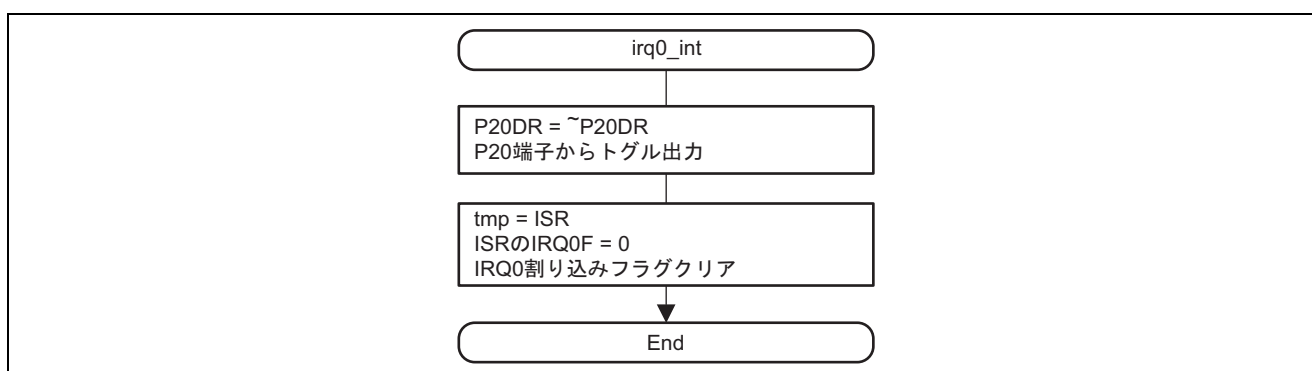 irq0_int
P20DR = ~P20DR
P20端子からトグル出力
tmp = ISR
ISRのIRQ0F = 0
IRQ0割り込みフラグクリア
End